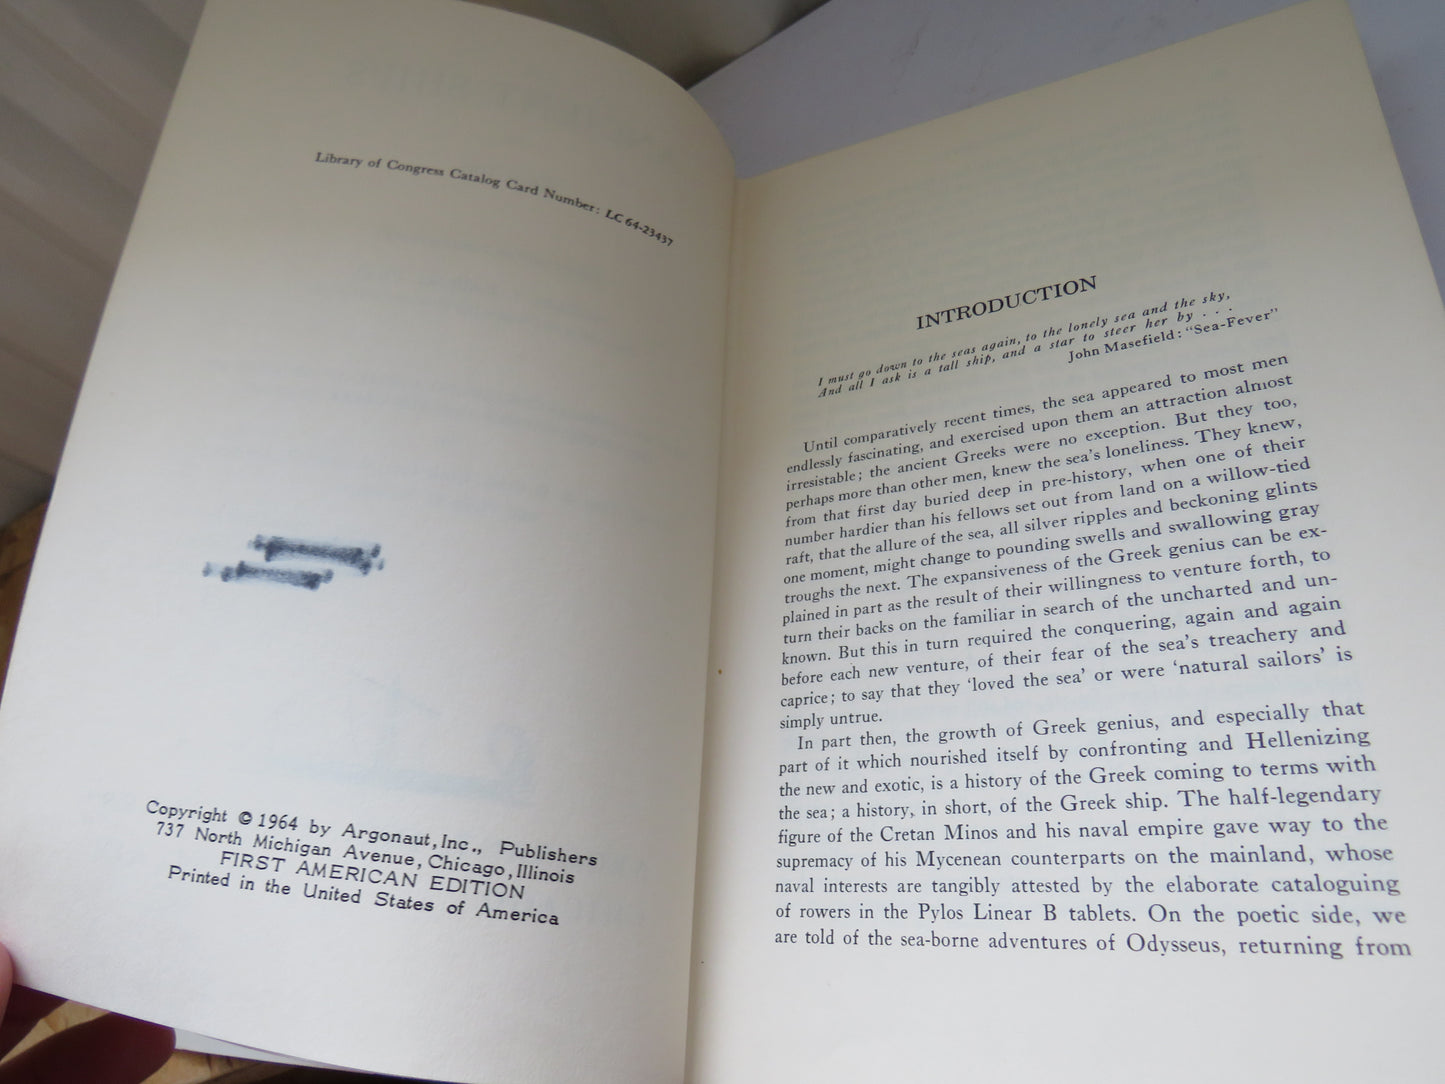 Library of Congress Catalog Card Number: LC 64-23437
Copyright © 1964 by Argonaut, Inc., Publishers
737 North Michigan Avenue, Chicago, Illinois
FIRST AMERICAN EDITION
Printed in the United States of America
INTRODUCTION
I must go down to the seas again, to the lonely sea and the sky,
And all I ask is a tall ship, and a star to steer her by . . .
John Masefield: "Sea-Fever"
Until comparatively recent times, the sea appeared to most men
endlessly fascinating, and exercised upon them an attraction almost
irresistable; the ancient Greeks were no exception. But they too,
perhaps more than other men, knew the sea's loneliness. They knew,
from that first day buried deep in pre-history, when one of their
number hardier than his fellows set out from land on a willow-tied
raft, that the allure of the sea, all silver ripples and beckoning glints
one moment, might change to pounding swells and swallowing gray
troughs the next. The expansiveness of the Greek genius can be ex-
plained in part as the result of their willingness to venture forth, to
turn their backs on the familiar in search of the uncharted and un-
known. But this in turn required the conquering, again and again
before each new venture, of their fear of the sea's treachery and
caprice; to say that they 'loved the sea' or were 'natural sailors' is
simply untrue.
In part then, the growth of Greek genius, and especially that
part of it which nourished itself by confronting and Hellenizing
the new and exotic, is a history of the Greek coming to terms with
the sea; a history, in short, of the Greek ship. The half-legendary
figure of the Cretan Minos and his naval empire gave way to the
supremacy of his Mycenean counterparts on the mainland, whose
naval interests are tangibly attested by the elaborate cataloguing
of rowers in the Pylos Linear B tablets. On the poetic side, we
are told of the sea-borne adventures of Odysseus, returning from